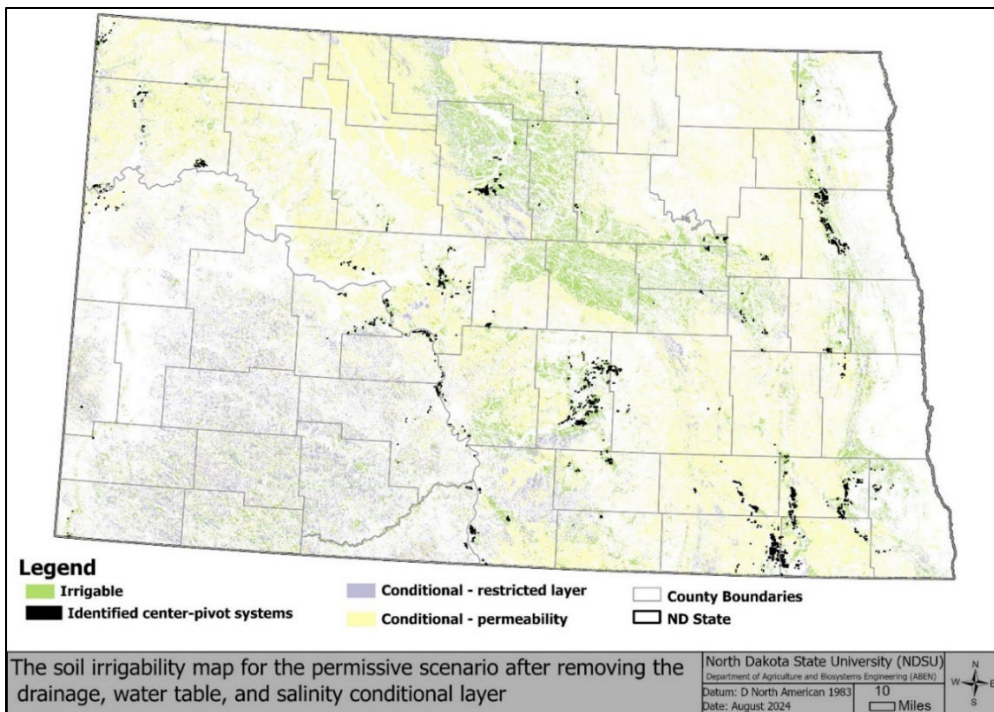 Legend
Irrigable
Identified center-pivot systems
Conditional - restricted layer
Conditional - permeability
County Boundaries
ND State
The soil irrigability map for the permissive scenario after removing the
drainage, water table, and salinity conditional layer
North Dakota State University (NDSU)
Department of Agriculture and Biosystems Engineering (ABEN)
Datum: D North American 1983
Date: August 2024
10
Miles
N
W E
S